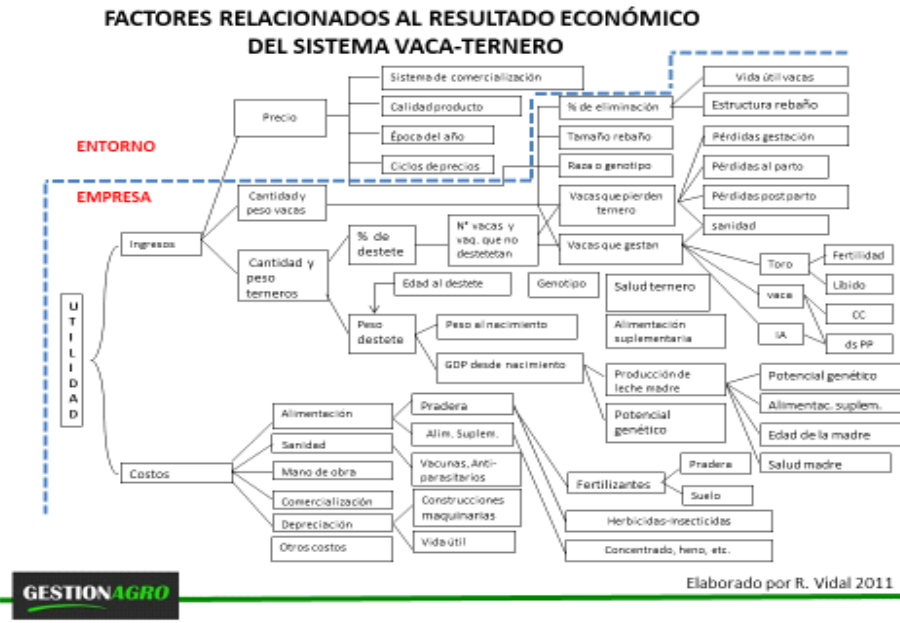 FACTORES RELACIONADOS AL RESULTADO ECONÓMICO
DEL SISTEMA VACA-TERNERO
ENTORNO
EMPRESA
UTILIDAD
Ingresos
Precio
Sistema de comercialización
Calidad producto
Época del año
Ciclos de precios
Cantidad y
peso vacas
Cantidad y
peso
terneros
% de
destete
N° vacas y
vaq. que no
destetetan
% de eliminación
Tamaño rebaño
Raza o genotipo
Vacas que pierden
ternero
Vacas que gestan
Vida útil vacas
Estructura rebaño
Pérdidas gestación
Pérdidas al parto
Pérdidas post parto
sanidad
Toro
Fertilidad
Líbido
vaca
CC
IA
ds PP
Peso
destete
Edad al destete
Genotipo
Salud ternero
Alimentación
suplementaria
Peso al nacimiento
GDP desde nacimiento
Producción de
leche madre
Potencial
genético
Potencial genético
Alimentac. suplem.
Edad de la madre
Salud madre
Costos
Alimentación
Sanidad
Mano de obra
Comercialización
Depreciación
Otros costos
Pradera
Alim. Suplem.
Vacunas, Anti-
parasitarios
Construcciones
maquinarias
Vida útil
Fertilizantes
Pradera
Suelo
Herbicidas-Insecticidas
Concentrado, heno, etc.
GESTIONAGRO
Elaborado por R. Vidal 2011